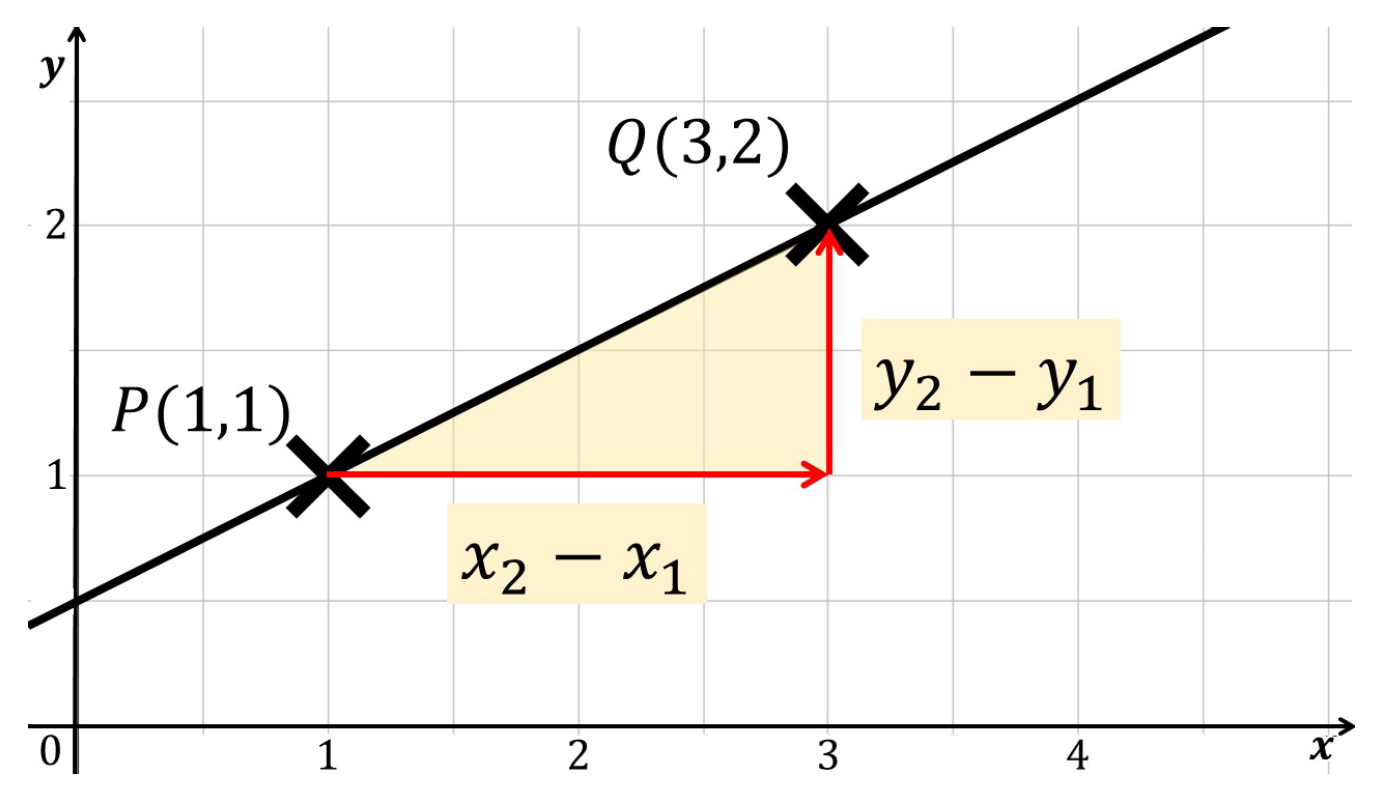 y
Q(3,2)
2
P(1,1)
y₂ − y₁
1
x₂ − x₁
0 1 2 3 4 x